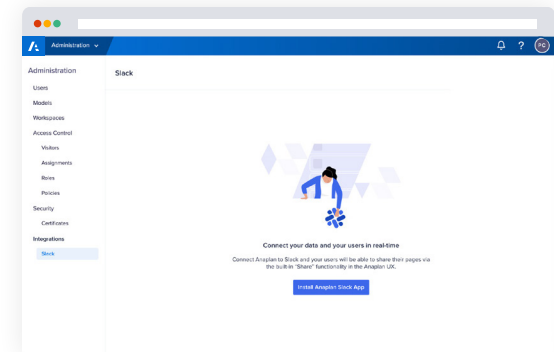 Administration
PC
Administration
Slack
Users
Models
Workspaces
Access Control
Visitors
Assignments
Roles
Policies
Security
Certificates
Integrations
Slack
Connect your data and your users in real-time
Connect Anaplan to Slack and your users will be able to share their pages via
the built-in "Share" functionality in the Anaplan UX.
Install Anaplan Slack App